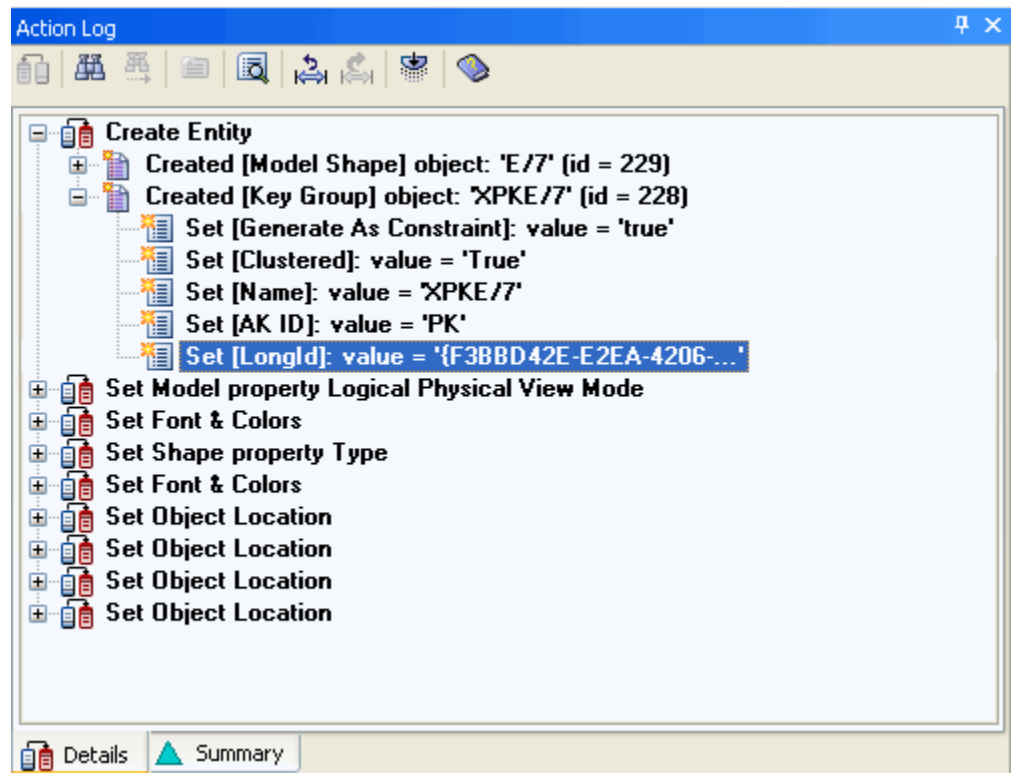 Action Log
Create Entity
Created [Model Shape] object: 'E/7' (id = 229)
Created [Key Group] object: 'XPKE/7' (id = 228)
Set [Generate As Constraint]: value = 'true'
Set [Clustered]: value = 'True'
Set [Name]: value = 'XPKE/7'
Set [AK ID]: value = 'PK'
Set [LongId]: value = '{F3BBD42E-E2EA-4206-...'
Set Model property Logical Physical View Mode
Set Font & Colors
Set Shape property Type
Set Font & Colors
Set Object Location
Set Object Location
Set Object Location
Set Object Location
Details Summary